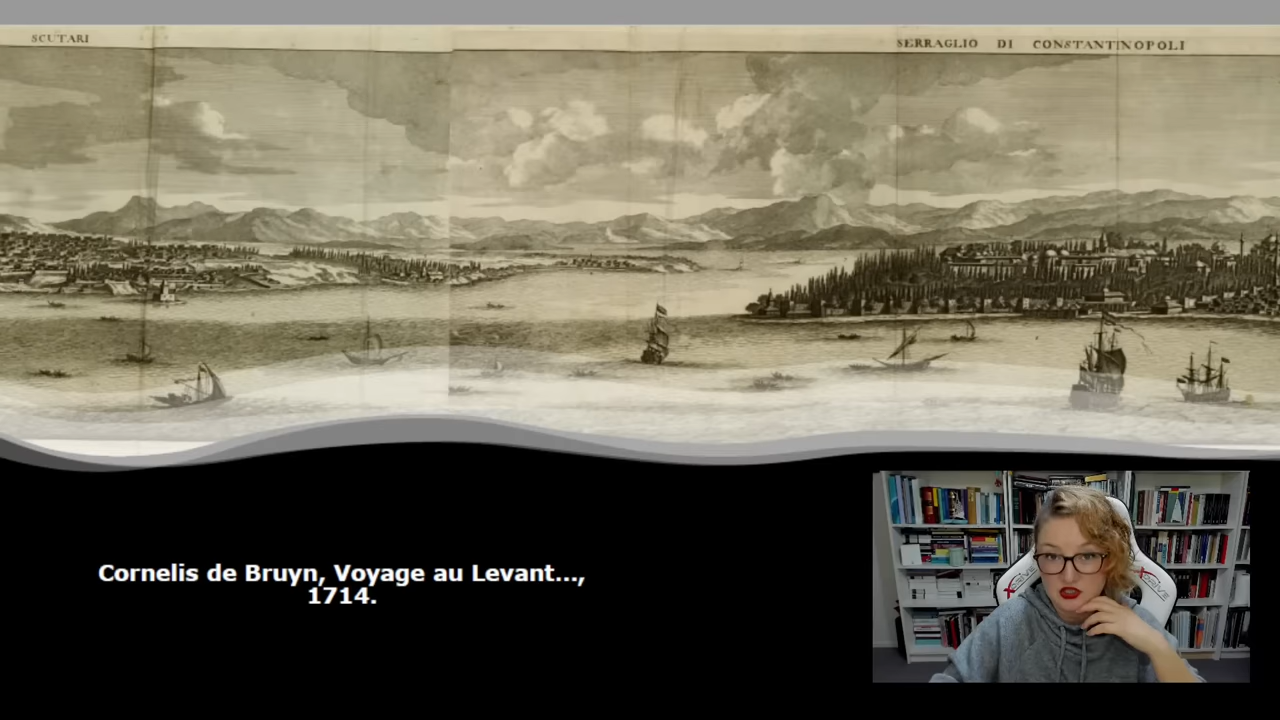 SCUTARI
SERRAGLIO DI CONSTANTINOPOLI
Cornelis de Bruyn, Voyage au Levant...,
1714.